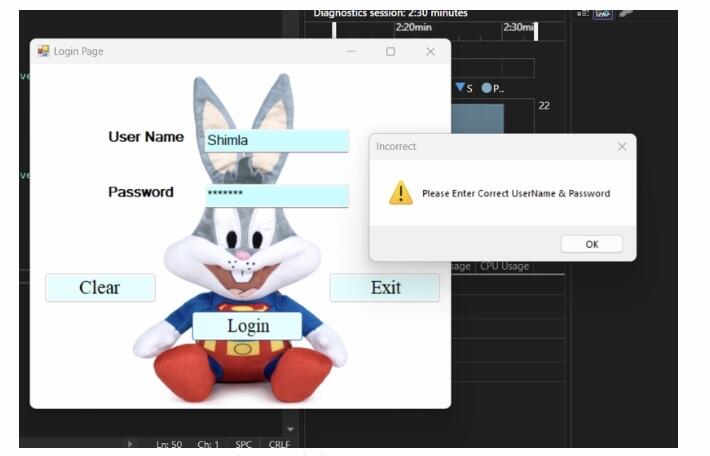 Diagnostics session: 2:30 minutes
2:20min 2:30mi
Login Page
S P..
22
User Name Shimla
Password *******
Incorrect
Please Enter Correct UserName & Password
OK
sage CPU Usage
Clear Exit
Login
Ln: 50 Ch: 1 SPC CRLF